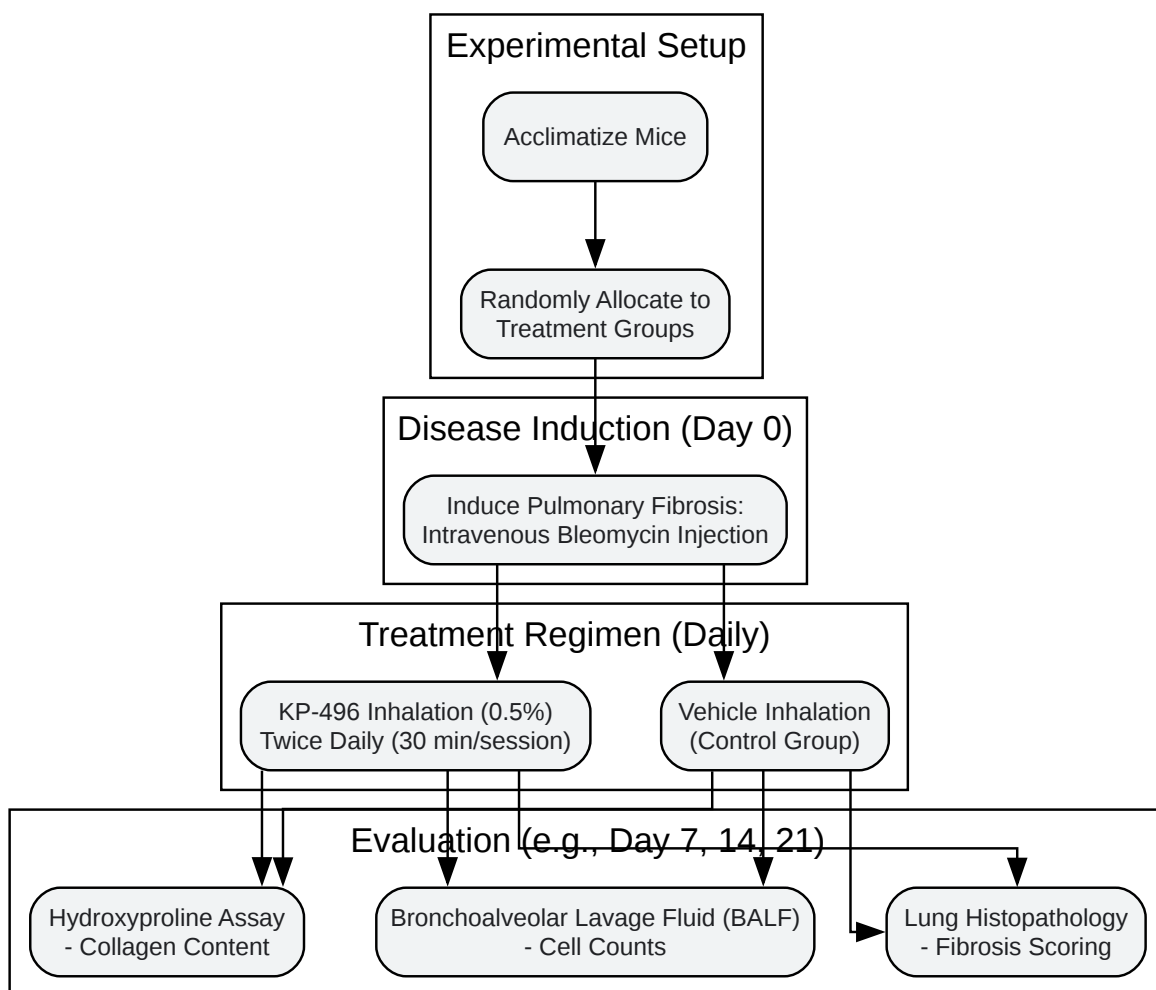 Experimental Setup
Acclimatize Mice
Randomly Allocate to
Treatment Groups
Disease Induction (Day 0)
Induce Pulmonary Fibrosis:
Intravenous Bleomycin Injection
Treatment Regimen (Daily)
KP-496 Inhalation (0.5%)
Twice Daily (30 min/session)
Vehicle Inhalation
(Control Group)
Evaluation (e.g., Day 7, 14, 21)
Hydroxyproline Assay
- Collagen Content
Bronchoalveolar Lavage Fluid (BALF)
- Cell Counts
Lung Histopathology
- Fibrosis Scoring